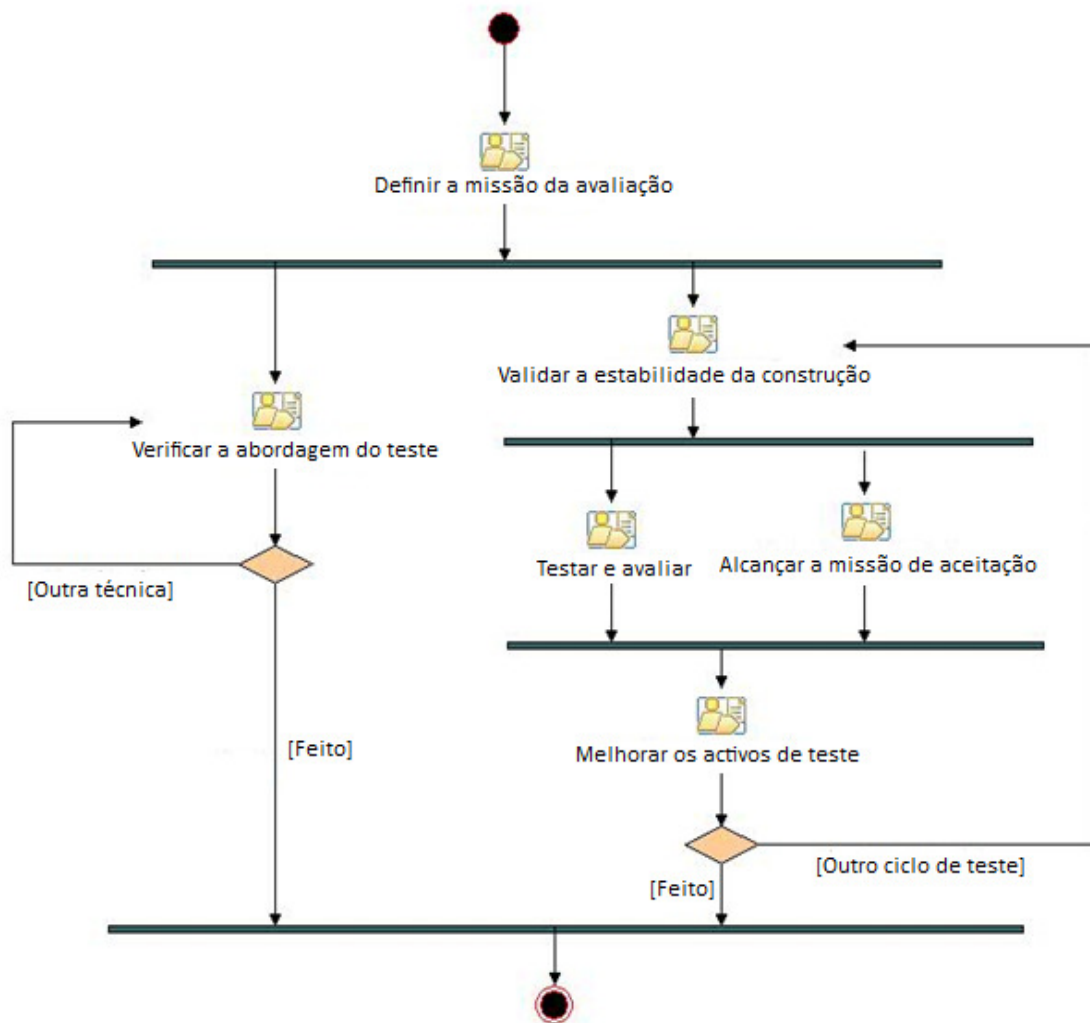 Definir a missão da avaliação
Validar a estabilidade da construção
Verificar a abordagem do teste
Testar e avaliar
Alcançar a missão de aceitação
[Outra técnica]
[Feito]
Melhorar os activos de teste
[Outro ciclo de teste]
[Feito]